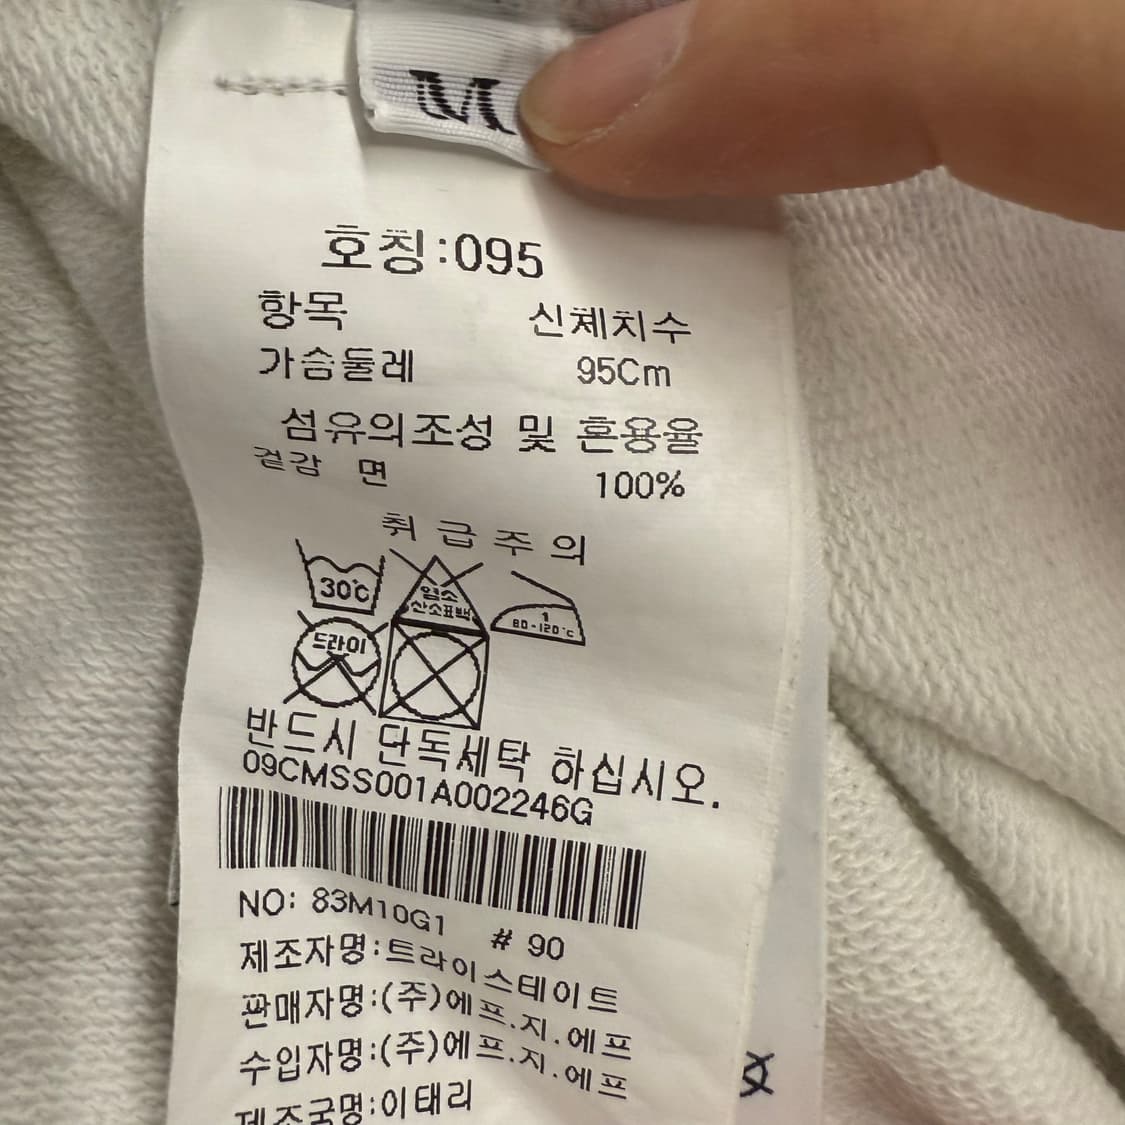 M
호칭:095
항목 신체치수
가슴둘레 95Cm
섬유의조성 및 혼용율
겉감 면 100%
취급주의
30℃
염소
산소표백
1
80-120℃
드라이
반드시 단독세탁 하십시오.
09CMSS001A002246G
NO: 83M10G1 # 90
제조자명:트라이스테이트
판매자명:(주)에프.지.에프
수입자명:(주)에프.지.에프
제조국명:이태리